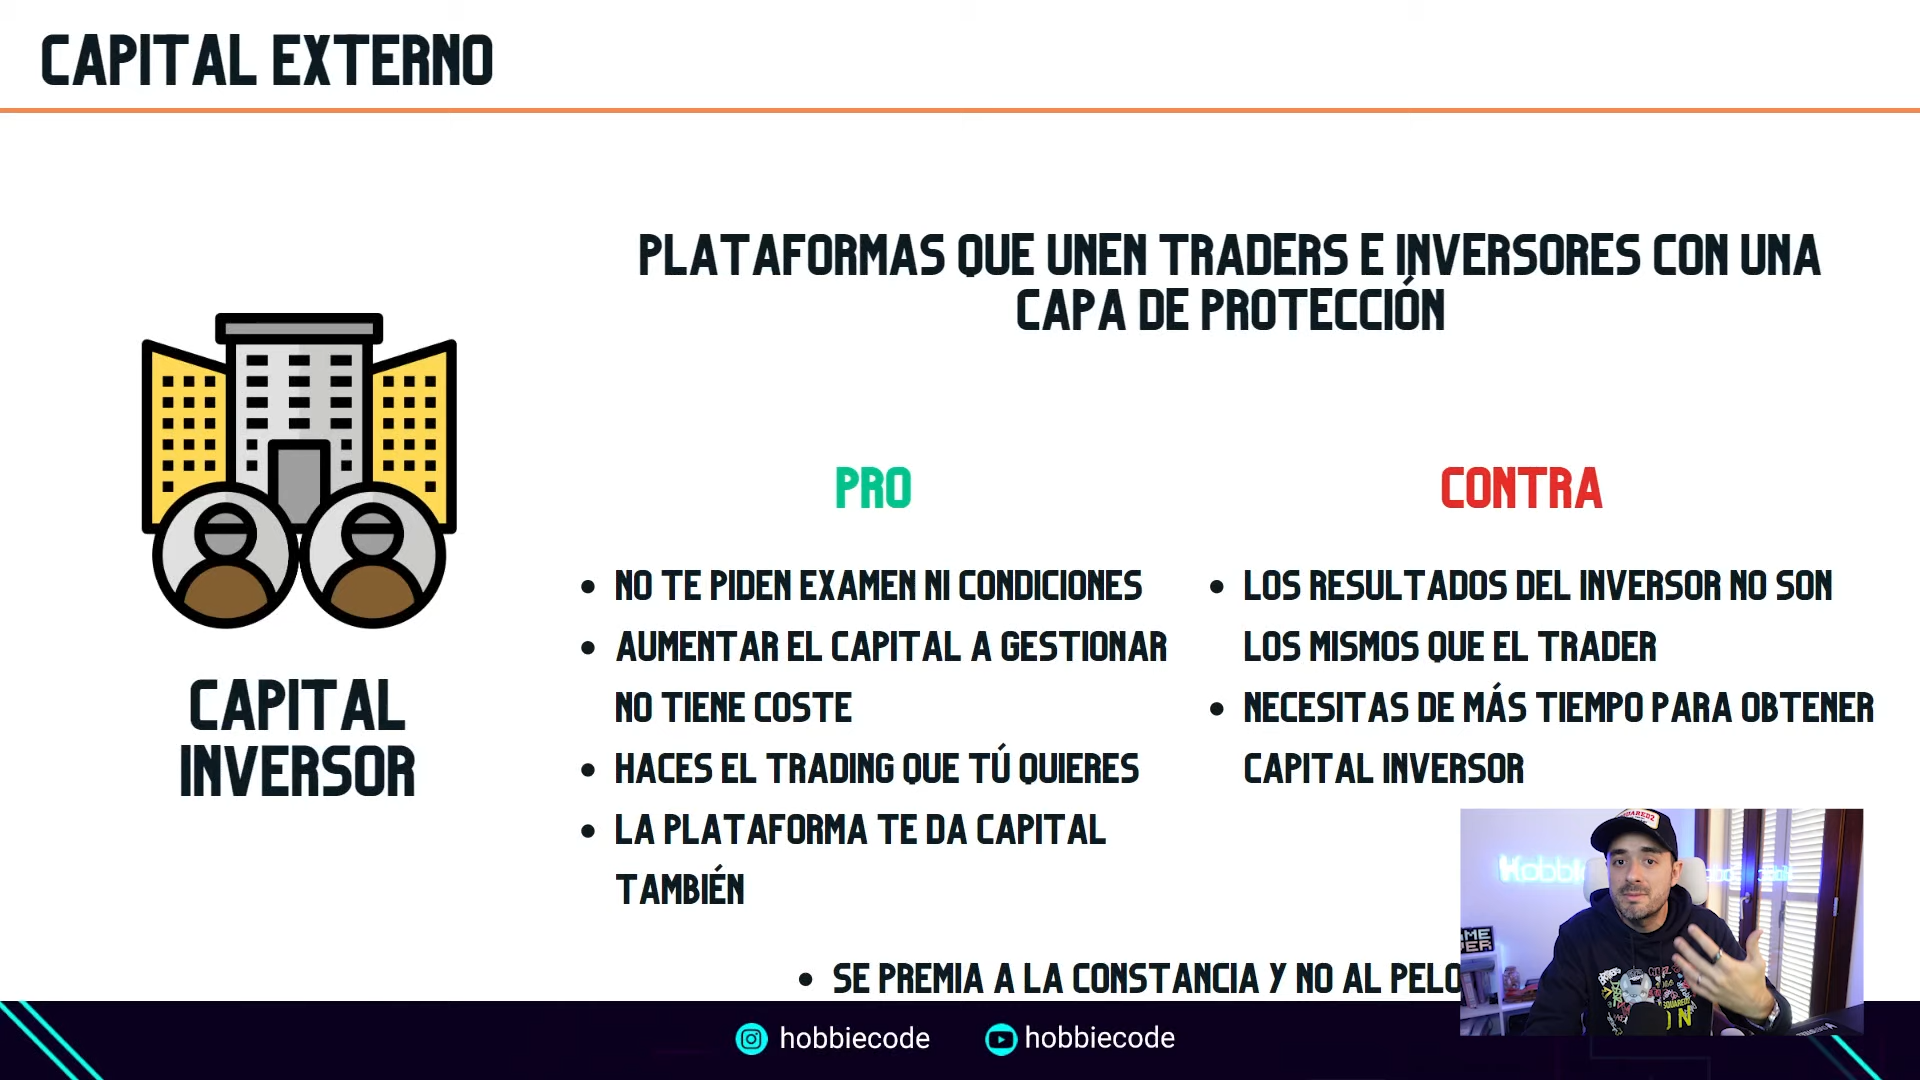 CAPITAL EXTERNO
PLATAFORMAS QUE UNEN TRADERS E INVERSORES CON UNA
CAPA DE PROTECCIÓN
CAPITAL
INVERSOR
PRO
NO TE PIDEN EXAMEN NI CONDICIONES
AUMENTAR EL CAPITAL A GESTIONAR
NO TIENE COSTE
HACES EL TRADING QUE TÚ QUIERES
LA PLATAFORMA TE DA CAPITAL
TAMBIÉN
CONTRA
LOS RESULTADOS DEL INVERSOR NO SON
LOS MISMOS QUE EL TRADER
NECESITAS DE MÁS TIEMPO PARA OBTENER
CAPITAL INVERSOR
SE PREMIA A LA CONSTANCIA Y NO AL PELO
hobbiecode
hobbiecode